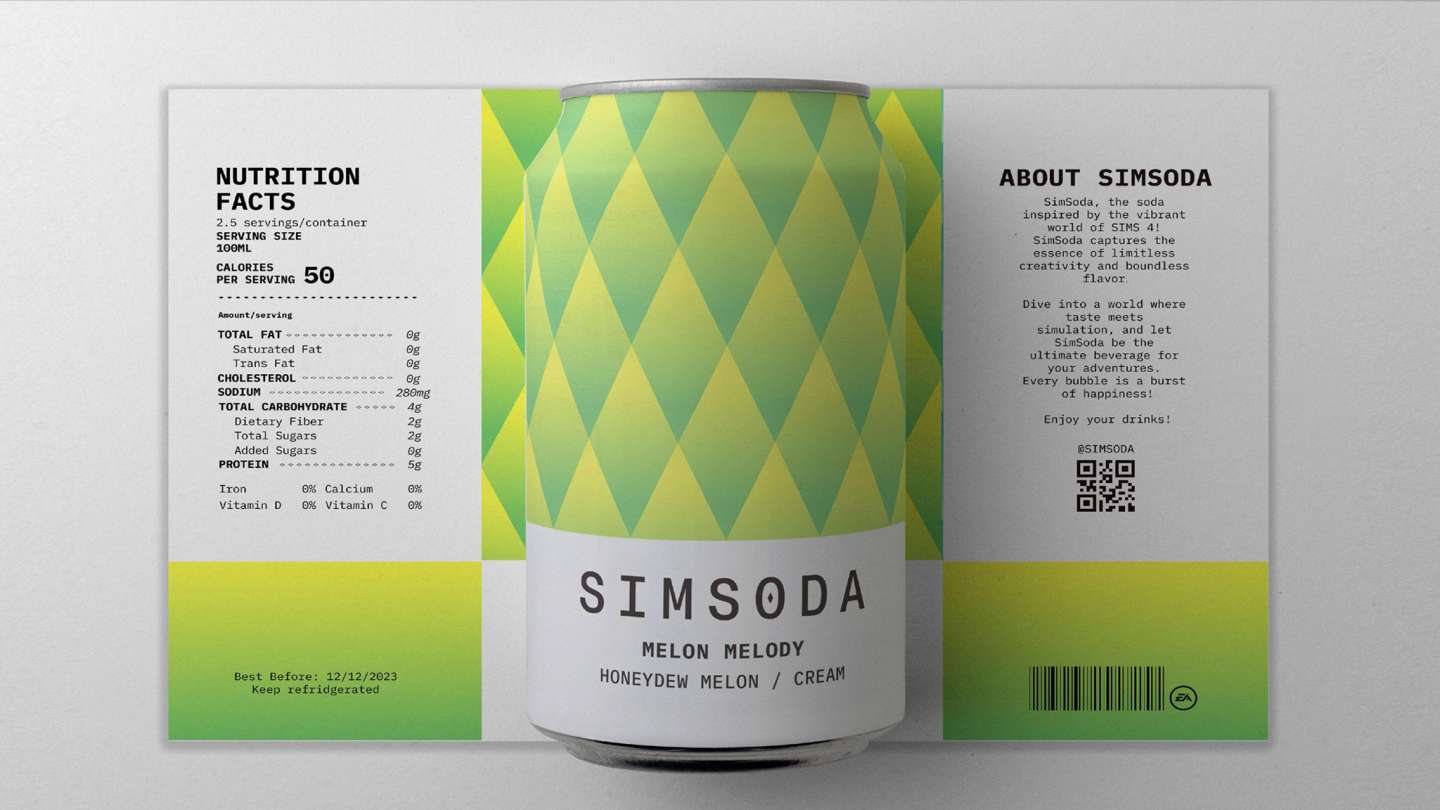 NUTRITION
FACTS
2.5 servings/container
SERVING SIZE
100ML
CALORIES
PER SERVING 50
Amount/serving
TOTAL FAT 0g
Saturated Fat 0g
Trans Fat 0g
CHOLESTEROL 0g
SODIUM 280mg
TOTAL CARBOHYDRATE 4g
Dietary Fiber 2g
Total Sugars 2g
Added Sugars 0g
PROTEIN 5g
Iron 0% Calcium 0%
Vitamin D 0% Vitamin C 0%
Best Before: 12/12/2023
Keep refridgerated
SIMSODA
MELON MELODY
HONEYDEW MELON / CREAM
ABOUT SIMSODA
SimSoda, the soda
inspired by the vibrant
world of SIMS 4!
SimSoda captures the
essence of limitless
creativity and boundless
flavor.
Dive into a world where
taste meets
simulation, and let
SimSoda be the
ultimate beverage for
your adventures.
Every bubble is a burst
of happiness!
Enjoy your drinks!
@SIMSODA
EA